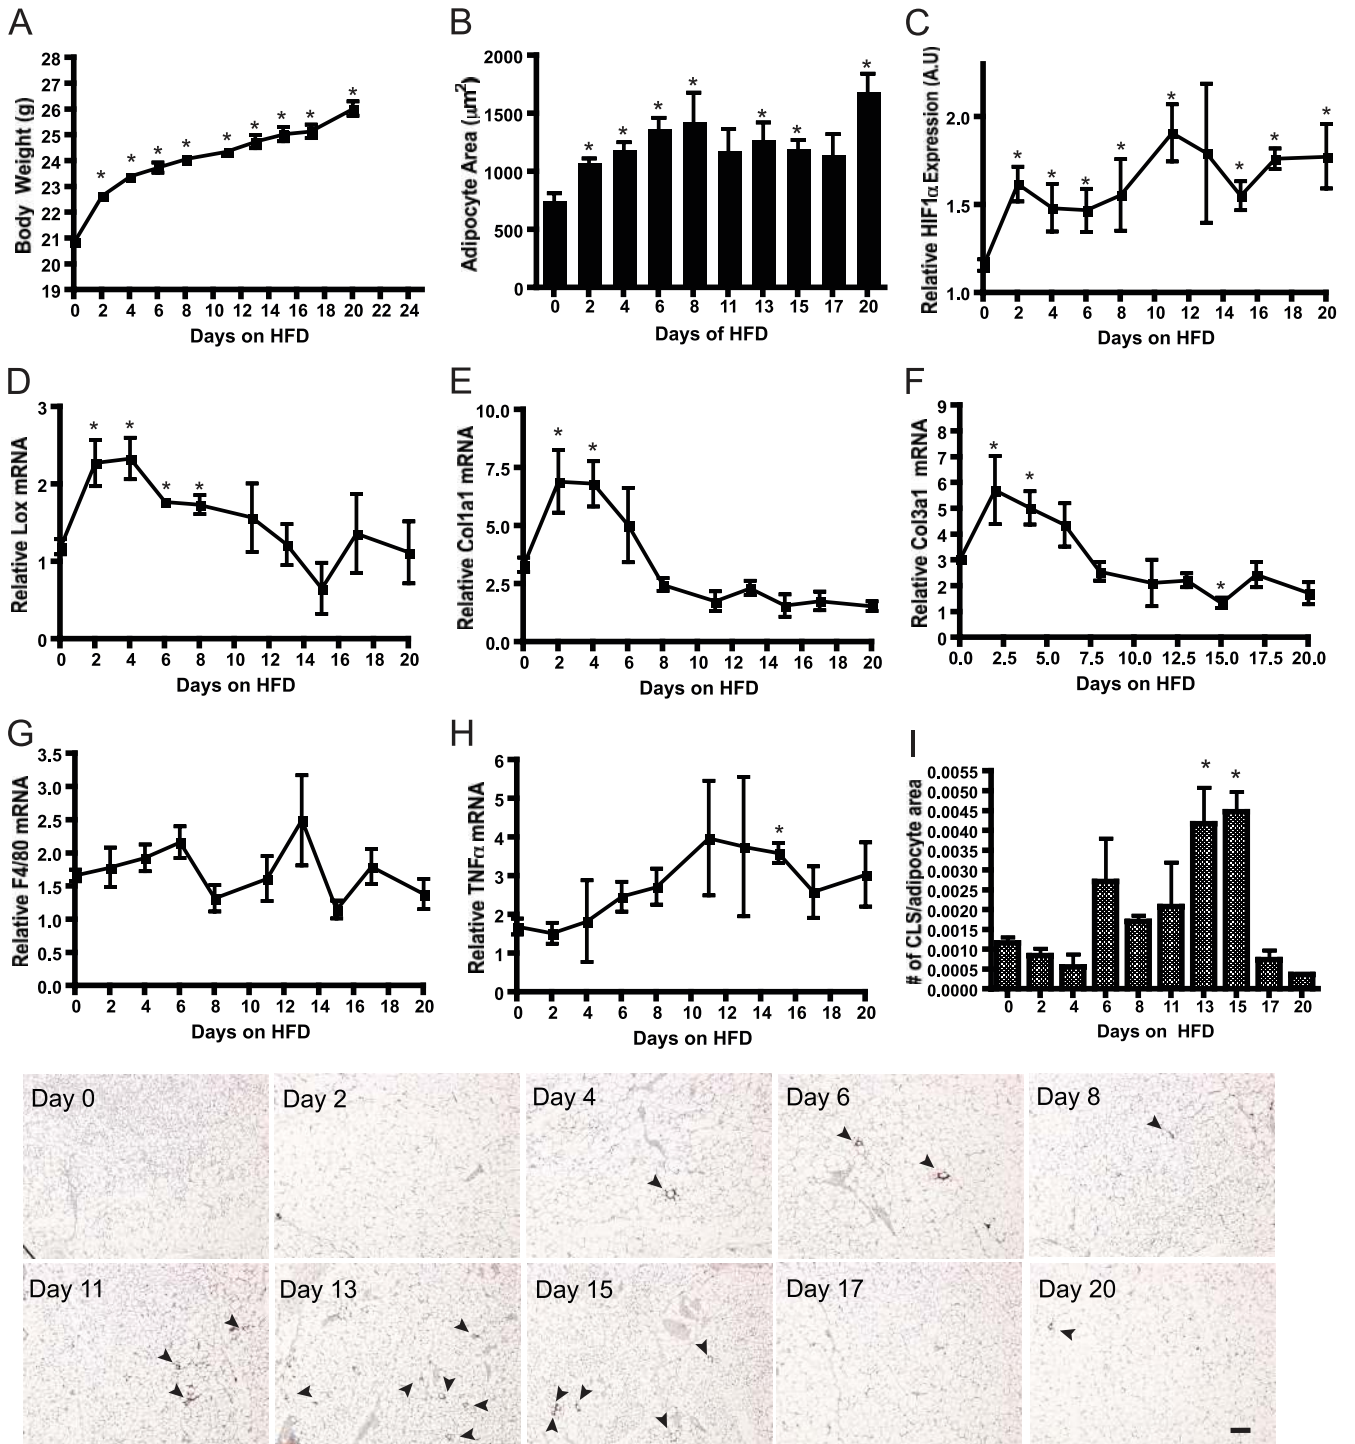 A
Body Weight (g)
28
27
26
25
24
23
22
21
20
19
* * * * * * * * *
0 2 4 6 8 10 12 14 16 18 20 22 24
Days on HFD
B
Adipocyte Area (μm²)
2000
1500
1000
500
0
* * * * * * *
0 2 4 6 8 11 13 15 17 20
Days of HFD
C
Relative HIF1α Expression (A.U)
2.0
1.5
1.0
* * * * * * * *
0 2 4 6 8 10 12 14 16 18 20
Days on HFD
D
Relative Lox mRNA
3
2
1
0
* * * *
0 2 4 6 8 10 12 14 16 18 20
Days on HFD
E
Relative Col1a1 mRNA
10.0
7.5
5.0
2.5
0.0
* *
0 2 4 6 8 10 12 14 16 18 20
Days on HFD
F
Relative Col3a1 mRNA
9
8
7
6
5
4
3
2
1
0
* * *
0.0 2.5 5.0 7.5 10.0 12.5 15.0 17.5 20.0
Days on HFD
G
Relative F4/80 mRNA
3.5
3.0
2.5
2.0
1.5
1.0
0.5
0.0
0 2 4 6 8 10 12 14 16 18 20
Days on HFD
H
Relative TNFα mRNA
6
5
4
3
2
1
0
*
0 2 4 6 8 10 12 14 16 18 20
Days on HFD
I
# of CLS/adipocyte area
0.0055
0.0050
0.0045
0.0040
0.0035
0.0030
0.0025
0.0020
0.0015
0.0010
0.0005
0.0000
* *
0 2 4 6 8 11 13 15 17 20
Days on HFD
Day 0
Day 2
Day 4
Day 6
Day 8
Day 11
Day 13
Day 15
Day 17
Day 20